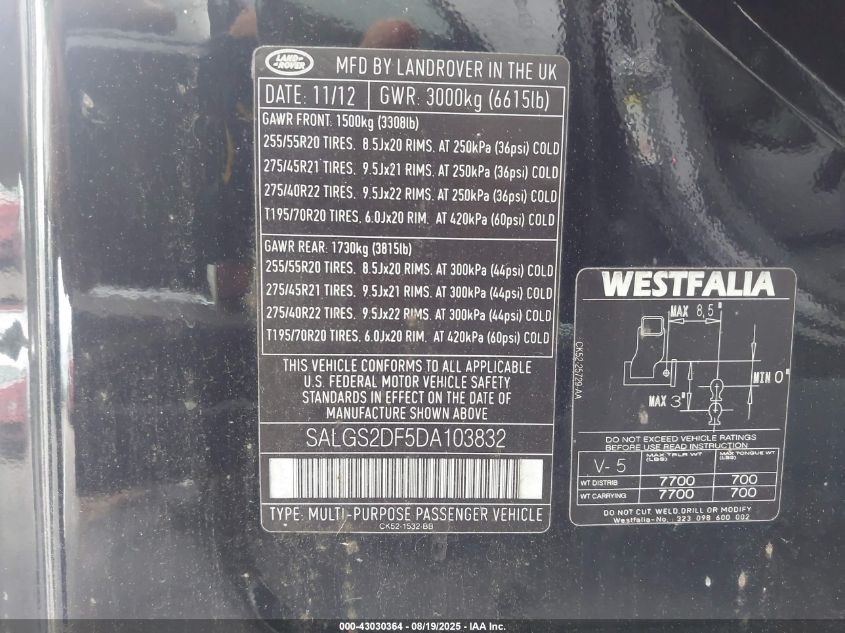 LAND
ROVER
MFD BY LANDROVER IN THE UK
DATE: 11/12 GWR: 3000kg (6615lb)
GAWR FRONT: 1500kg (3308lb)
255/55R20 TIRES, 8.5Jx20 RIMS, AT 250kPa (36psi) COLD
275/45R21 TIRES, 9.5Jx21 RIMS, AT 250kPa (36psi) COLD
275/40R22 TIRES, 9.5Jx22 RIMS, AT 250kPa (36psi) COLD
T195/70R20 TIRES, 6.0Jx20 RIM, AT 420kPa (60psi) COLD
GAWR REAR: 1730kg (3815lb)
255/55R20 TIRES, 8.5Jx20 RIMS, AT 300kPa (44psi) COLD
275/45R21 TIRES, 9.5Jx21 RIMS, AT 300kPa (44psi) COLD
275/40R22 TIRES, 9.5Jx22 RIMS, AT 300kPa (44psi) COLD
T195/70R20 TIRES, 6.0Jx20 RIM, AT 420kPa (60psi) COLD
THIS VEHICLE CONFORMS TO ALL APPLICABLE
U.S. FEDERAL MOTOR VEHICLE SAFETY
STANDARDS IN EFFECT ON THE DATE OF
MANUFACTURE SHOWN ABOVE
SALGS2DF5DA103832
TYPE: MULTI-PURPOSE PASSENGER VEHICLE
CK52-1532-BB
WESTFALIA
MAX 8,5"
MIN 0"
MAX 3"
CK52-25729-AA
DO NOT EXCEED VEHICLE RATING
BEFORE USE READ INSTRUCTION
V-5 MAX TRLR WT (LBS) MAX TONGUE WT (LBS)
WT DISTRIB 7700 700
WT CARRYING 7700 700
DO NOT CUT, WELD, DRILL OR MODIFY
Westfalia-No. 323 098 600 002
000-43030364 - 08/19/2025 - IAA Inc.